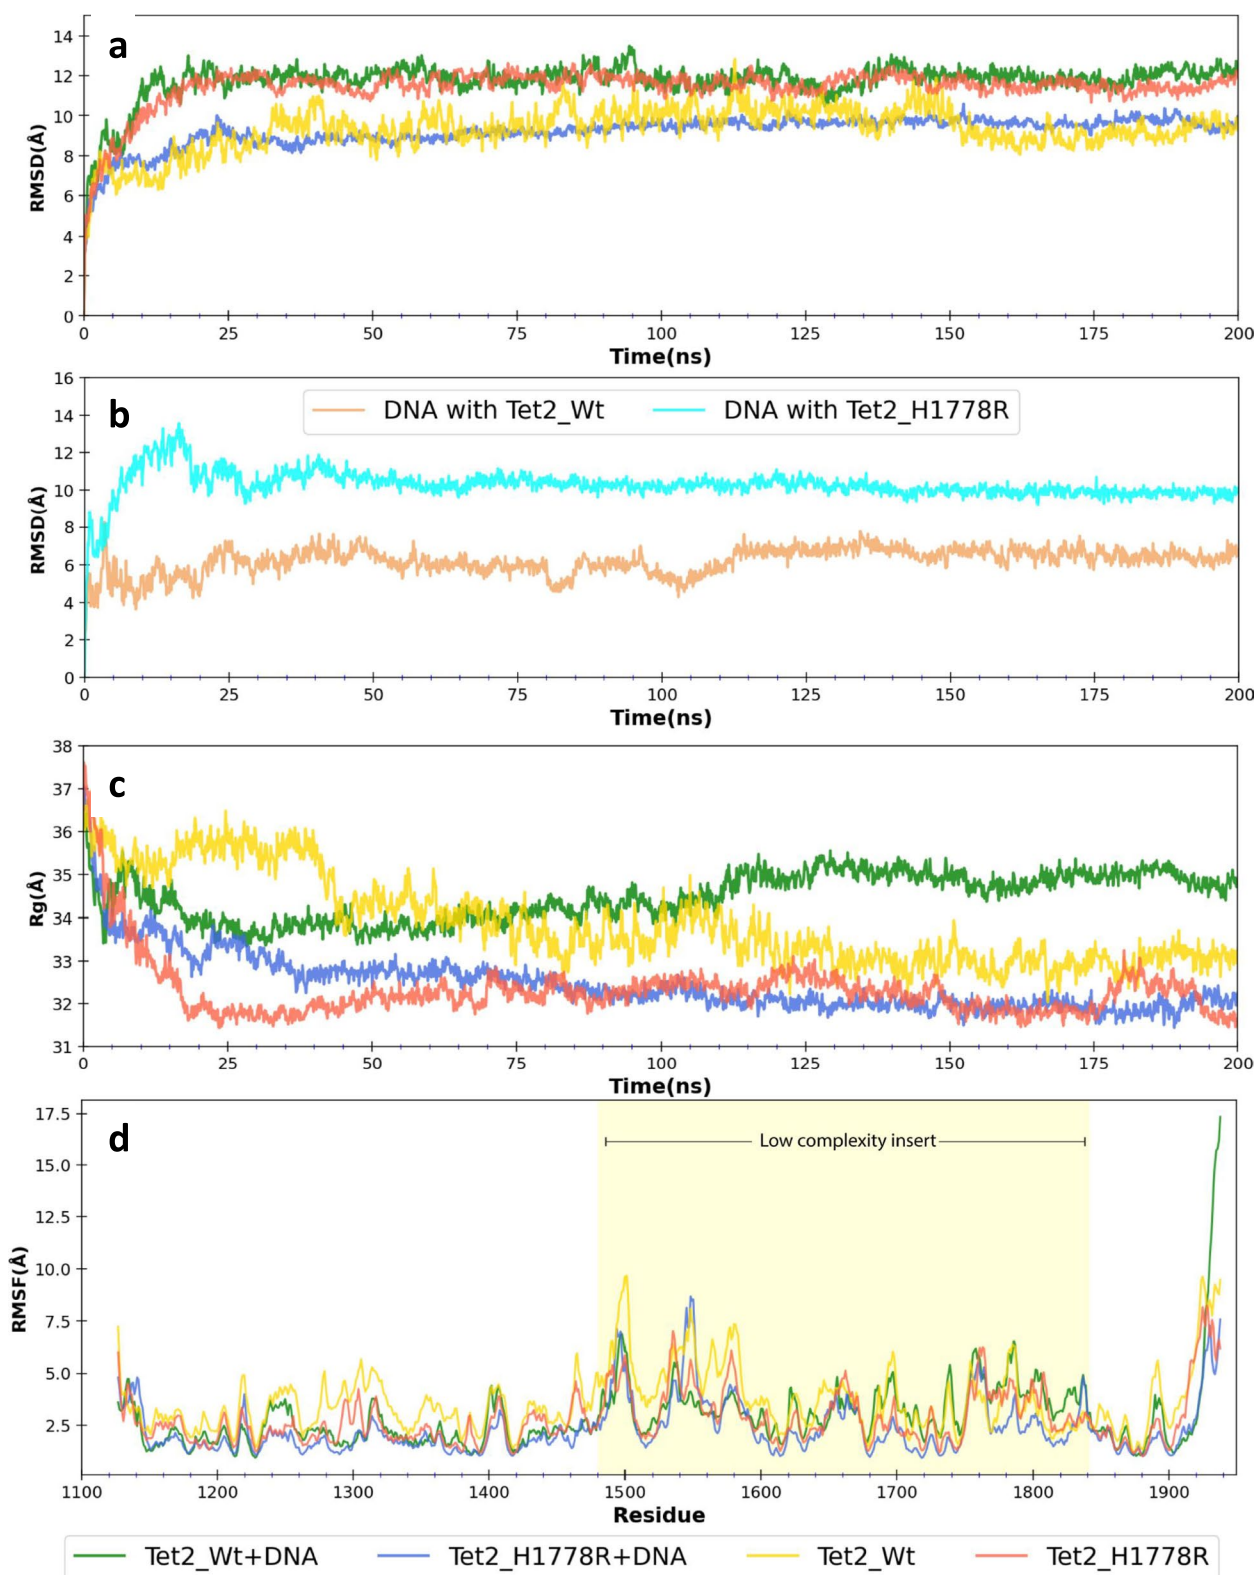 a
14
12
10
8
6
4
2
0
RMSD(Å)
0 25 50 75 100 125 150 175 200
Time(ns)
b
DNA with Tet2_Wt DNA with Tet2_H1778R
16
14
12
10
8
6
4
2
0
RMSD(Å)
0 25 50 75 100 125 150 175 200
Time(ns)
c
38
37
36
35
34
33
32
31
Rg(Å)
0 25 50 75 100 125 150 175 200
Time(ns)
d
Low complexity insert
17.5
15.0
12.5
10.0
7.5
5.0
2.5
RMSF(Å)
1100 1200 1300 1400 1500 1600 1700 1800 1900
Residue
Tet2_Wt+DNA Tet2_H1778R+DNA Tet2_Wt Tet2_H1778R